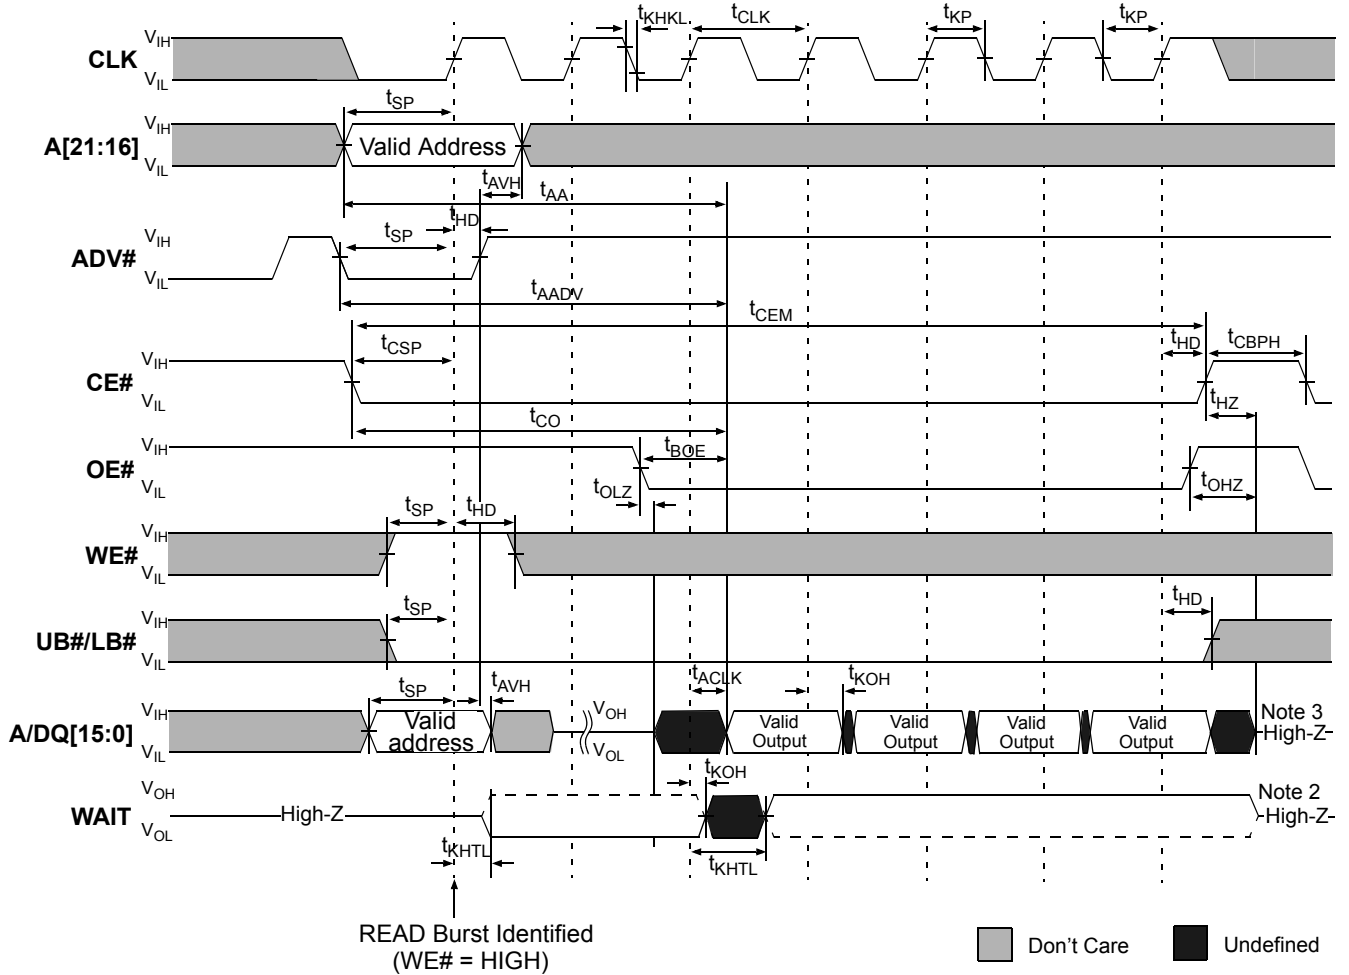 tKHKL tCLK tKP tKP
CLK VIH VIL
tSP
A[21:16] VIH VIL Valid Address
tAVH
tAA
tHD
ADV# VIH VIL tSP
tAADV
tCEM
CE# VIH VIL tCSP tHD tCBPH
tHZ
tCO
OE# VIH VIL tBOE
tOLZ tOHZ
WE# VIH VIL tSP tHD
UB#/LB# VIH VIL tSP tHD
tSP tAVH tACLK tKOH
A/DQ[15:0] VIH VIL Valid address VOH VOL Valid Output Valid Output Valid Output Valid Output Note 3 High-Z
tKOH
WAIT VOH VOL High-Z Note 2 High-Z
tKHTL tKHTL
READ Burst Identified
(WE# = HIGH)
Don't Care Undefined